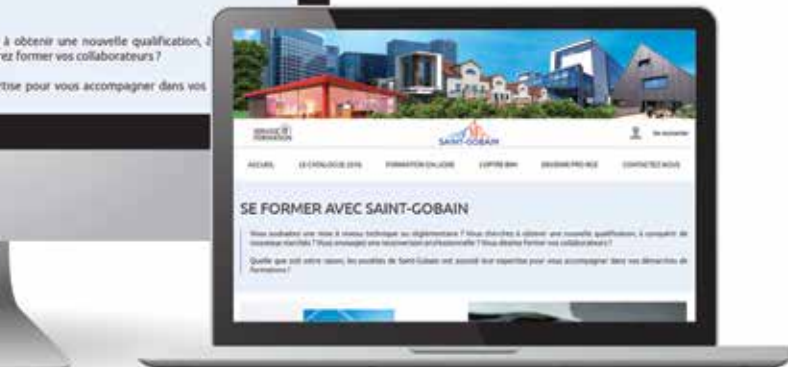 à obtenir une nouvelle qualification, à
rez former vos collaborateurs ?
rtise pour vous accompagner dans vos
SERVICE
FORMATION
SAINT-GOBAIN
Se connecter
ACCUEIL LE CATALOGUE 2016 FORMATION EN LIGNE L'OFFRE BIM DEVENIR PRO RGE CONTACTEZ-NOUS
SE FORMER AVEC SAINT-GOBAIN
Vous souhaitez une mise à niveau technique ou réglementaire ? Vous cherchez à obtenir une nouvelle qualification, à conquérir de
nouveaux marchés ? Vous envisagez une reconversion professionnelle ? Vous désirez former vos collaborateurs ?
Quelle que soit votre raison, les sociétés de Saint-Gobain ont associé leur expertise pour vous accompagner dans vos démarches de
formations !